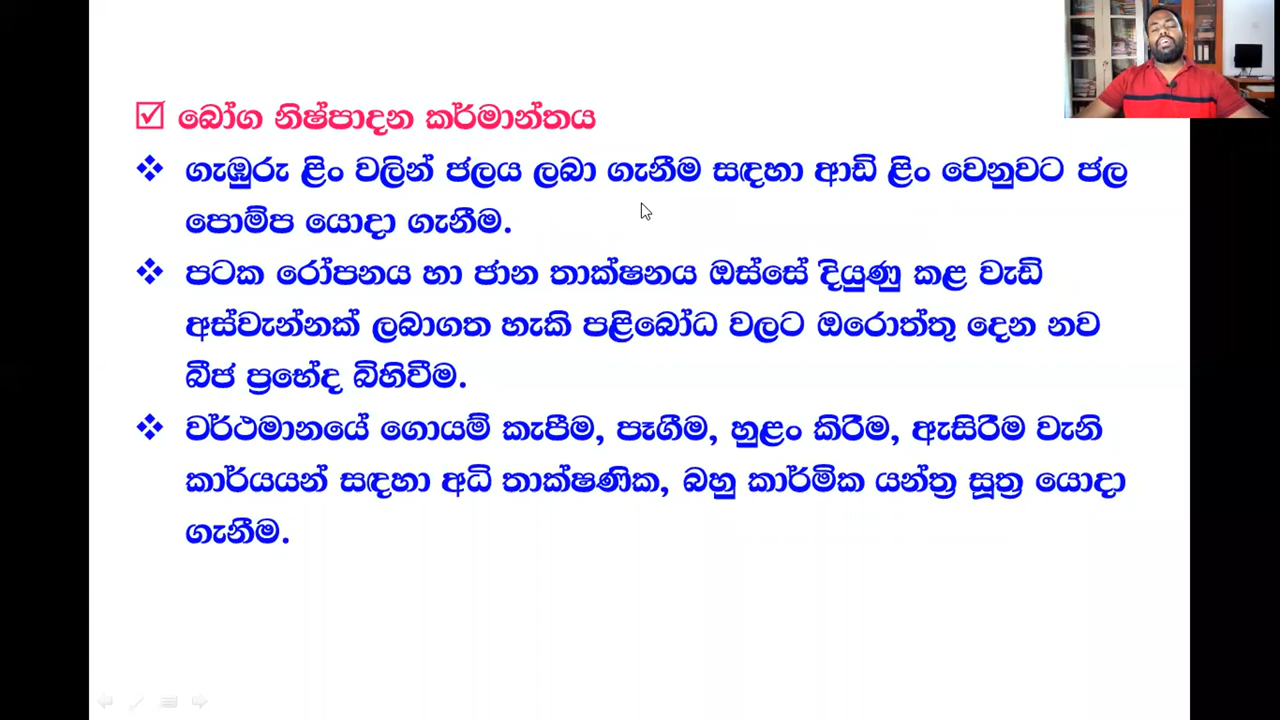 බෝග නිෂ්පාදන කර්මාන්තය
ගැඹුරු ළිං වලින් ජලය ලබා ගැනීම සඳහා ආඩි ළිං වෙනුවට ජල
පොම්ප යොදා ගැනීම.
පටක රෝපනය හා ජාන තාක්ෂනය ඔස්සේ දියුණු කළ වැඩි
අස්වැන්නක් ලබාගත හැකි පළිබෝධ වලට ඔරොත්තු දෙන නව
බීජ ප්‍රභේද බිහිවීම.
වර්ථමානයේ ගොයම් කැපීම, පෑගීම, හුළං කිරීම, ඇසිරීම වැනි
කාර්යයන් සඳහා අධි තාක්ෂණික, බහු කාර්මික යන්ත්‍ර සූත්‍ර යොදා
ගැනීම.